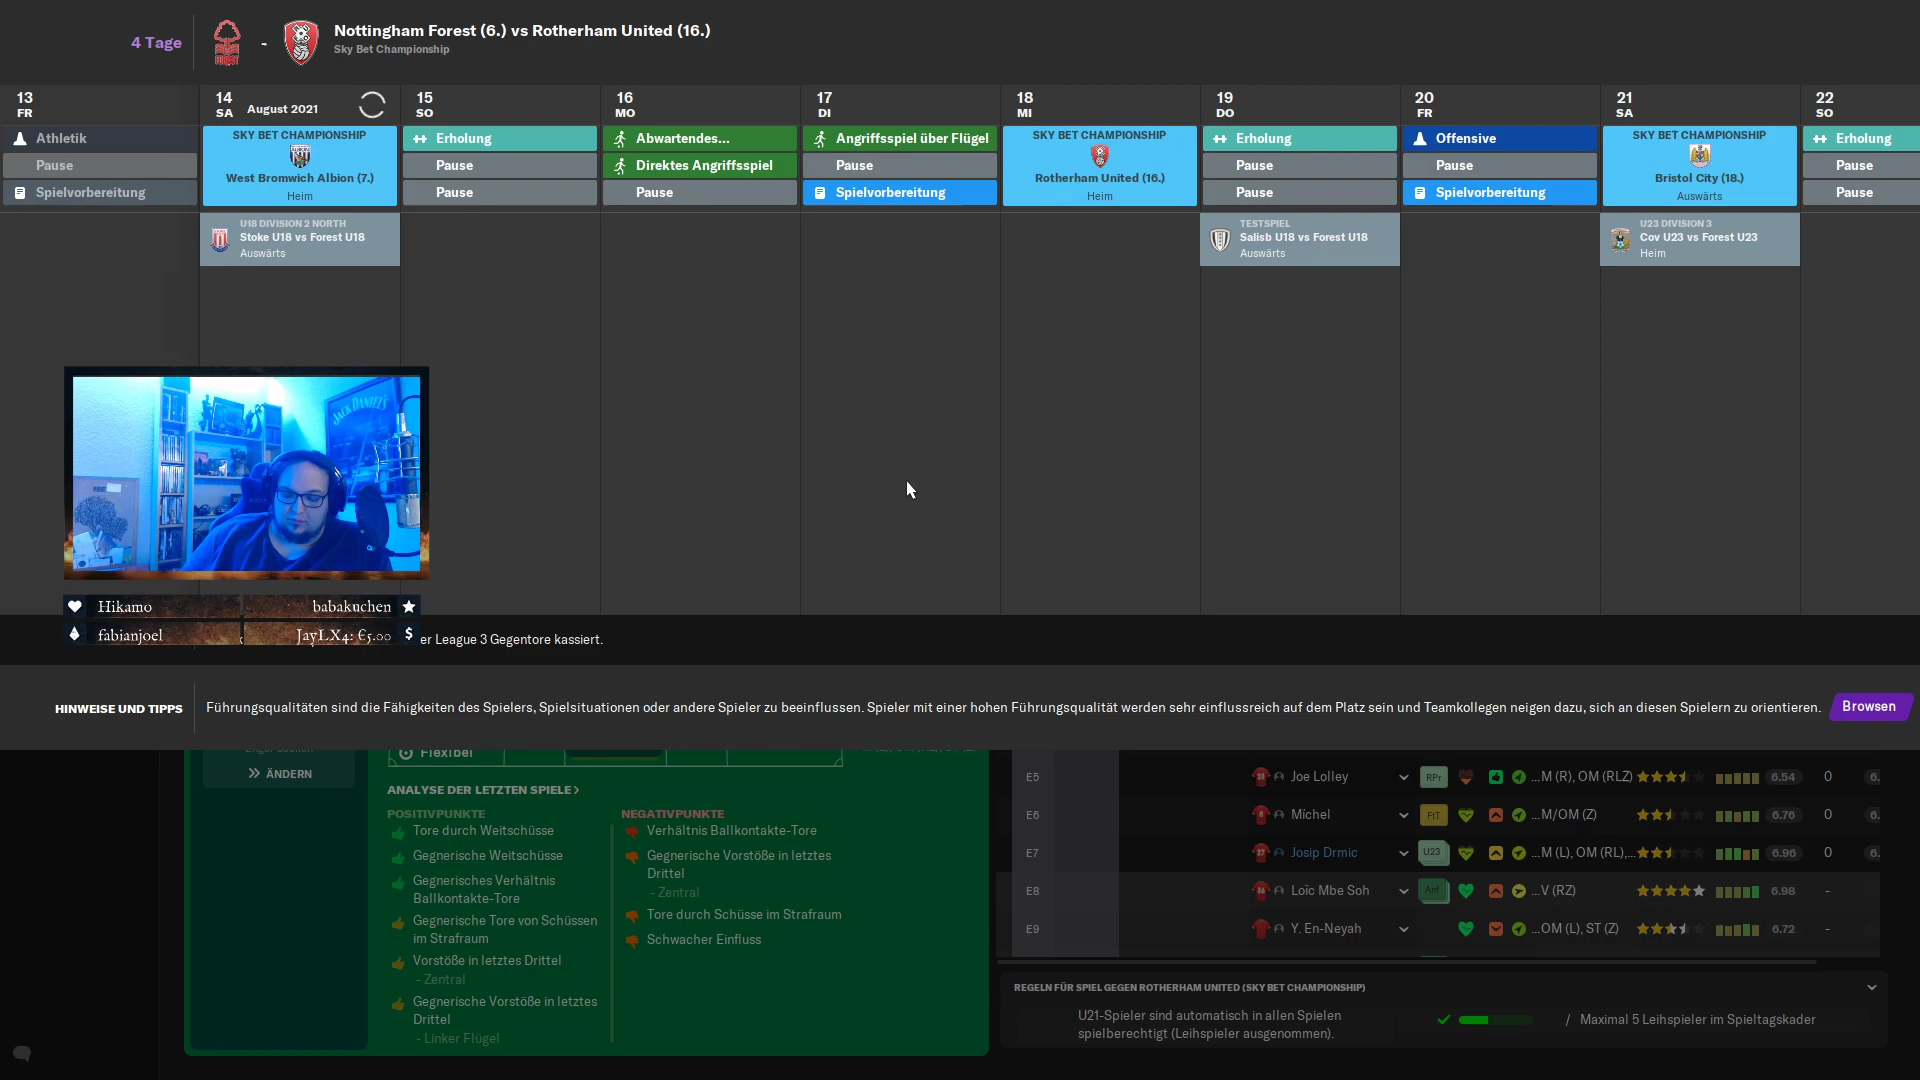 4 Tage
-
Nottingham Forest (6.) vs Rotherham United (16.)
Sky Bet Championship
13
FR
14
SA
August 2021
15
SO
16
MO
17
DI
18
MI
19
DO
20
FR
21
SA
22
SO
Athletik
Pause
Spielvorbereitung
SKY BET CHAMPIONSHIP
West Bromwich Albion (7.)
Heim
Erholung
Pause
Pause
Abwartendes...
Direktes Angriffsspiel
Pause
Angriffsspiel über Flügel
Pause
Spielvorbereitung
SKY BET CHAMPIONSHIP
Rotherham United (16.)
Heim
Erholung
Pause
Pause
Offensive
Pause
Spielvorbereitung
SKY BET CHAMPIONSHIP
Bristol City (18.)
Auswärts
Erholung
Pause
Pause
U18 DIVISION 2 NORTH
Stoke U18 vs Forest U18
Auswärts
TESTSPIEL
Salisb U18 vs Forest U18
Auswärts
U23 DIVISION 3
Cov U23 vs Forest U23
Heim
JACK DANIEL'S
Hikamo
babakuchen
fabianjoel
JayLX4: €5.00
er League 3 Gegentore kassiert.
HINWEISE UND TIPPS
Führungsqualitäten sind die Fähigkeiten des Spielers, Spielsituationen oder andere Spieler zu beeinflussen. Spieler mit einer hohen Führungsqualität werden sehr einflussreich auf dem Platz sein und Teamkollegen neigen dazu, sich an diesen Spielern zu orientieren.
Browsen
Flexibel
ÄNDERN
ANALYSE DER LETZTEN SPIELE
POSITIVPUNKTE
Tore durch Weitschüsse
Gegnerische Weitschüsse
Gegnerisches Verhältnis
Ballkontakte-Tore
Gegnerische Tore von Schüssen
im Strafraum
Vorstöße in letztes Drittel
- Zentral
Gegnerische Vorstöße in letztes
Drittel
- Linker Flügel
NEGATIVPUNKTE
Verhältnis Ballkontakte-Tore
Gegnerische Vorstöße in letztes
Drittel
- Zentral
Tore durch Schüsse im Strafraum
Schwacher Einfluss
E5 Joe Lolley RPr ...M (R), OM (RLZ) 6.54 0 6.
E6 Michel FtT ...M/OM (Z) 6.76 0 6.
E7 Josip Drmic U23 ...M (L), OM (RL),... 6.96 0 6.
E8 Loïc Mbe Soh Anf ...V (RZ) 6.98 -
E9 Y. En-Neyah ...OM (L), ST (Z) 6.72 -
REGELN FÜR SPIEL GEGEN ROTHERHAM UNITED (SKY BET CHAMPIONSHIP)
U21-Spieler sind automatisch in allen Spielen
spielberechtigt (Leihspieler ausgenommen).
/ Maximal 5 Leihspieler im Spieltagskader